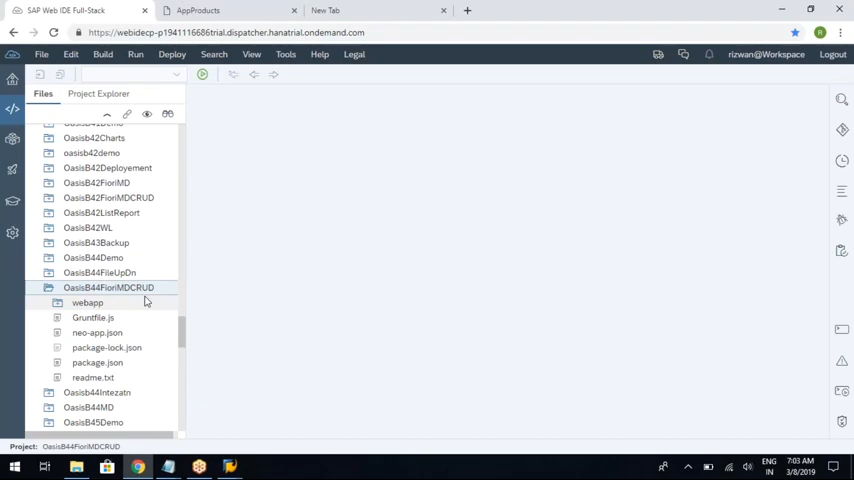 SAP Web IDE Full-Stack
AppProducts
New Tab
https://webidecp-p1941116686trial.dispatcher.hanatrial.ondemand.com
R
File Edit Build Run Deploy Search View Tools Help Legal
rizwan@Workspace Logout
Files Project Explorer
Oasisb42Charts
oasisb42demo
OasisB42Deployement
OasisB42FioriMD
OasisB42FioriMDCRUD
OasisB42ListReport
OasisB42WL
OasisB43Backup
OasisB44Demo
OasisB44FileUpDn
OasisB44FioriMDCRUD
webapp
Gruntfile.js
neo-app.json
package-lock.json
package.json
readme.txt
Oasisb44Intezatn
OasisB44MD
OasisB45Demo
Project: OasisB44FioriMDCRUD
ENG
IN
7:03 AM
3/8/2019